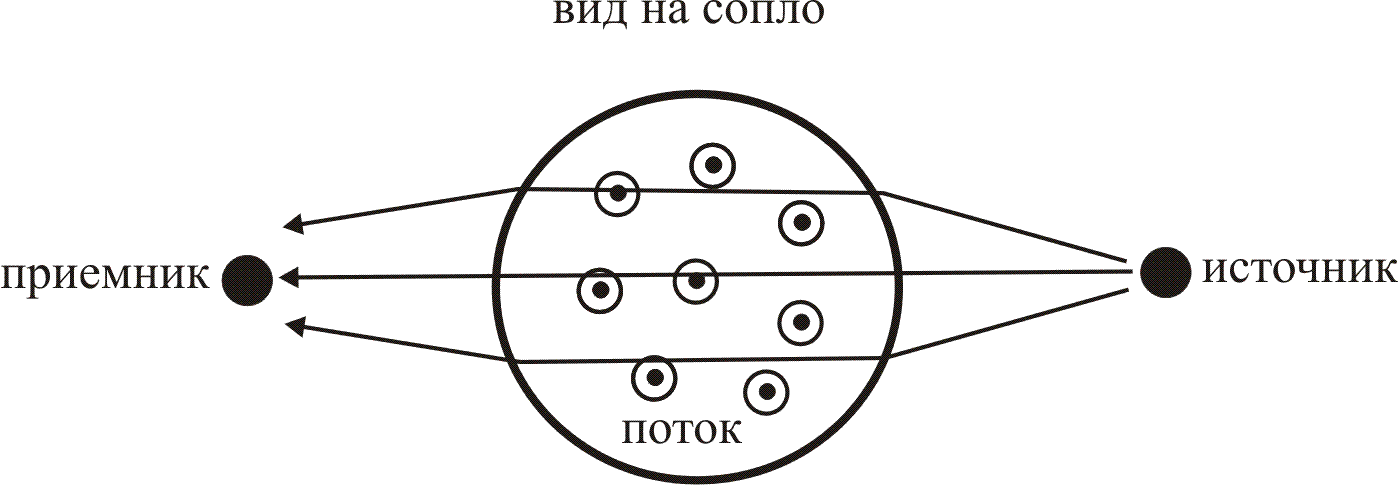 вид на сопло
приемник
источник
поток